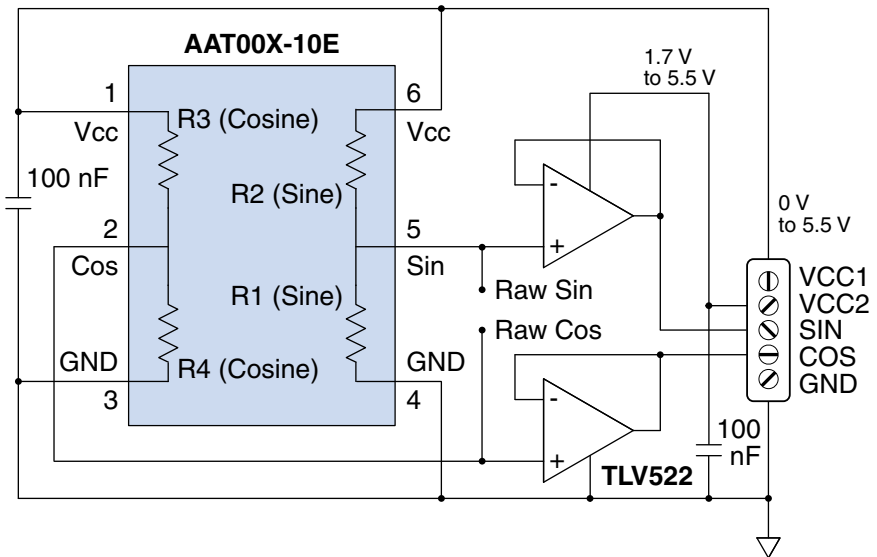 AAT00X-10E
1
Vcc
R3 (Cosine)
6
Vcc
1.7 V
to 5.5 V
100 nF
R2 (Sine)
-
+
2
Cos
5
Sin
0 V
to 5.5 V
R1 (Sine)
Raw Sin
Raw Cos
VCC1
VCC2
SIN
COS
GND
GND
3
R4 (Cosine)
GND
4
-
+
TLV522
100
nF